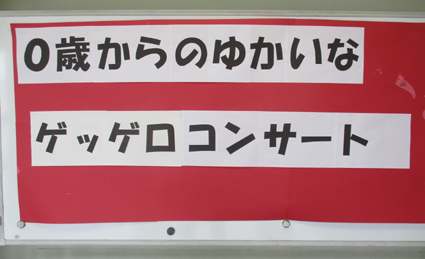 0歳からのゆかいな
ゲッゲロコンサート